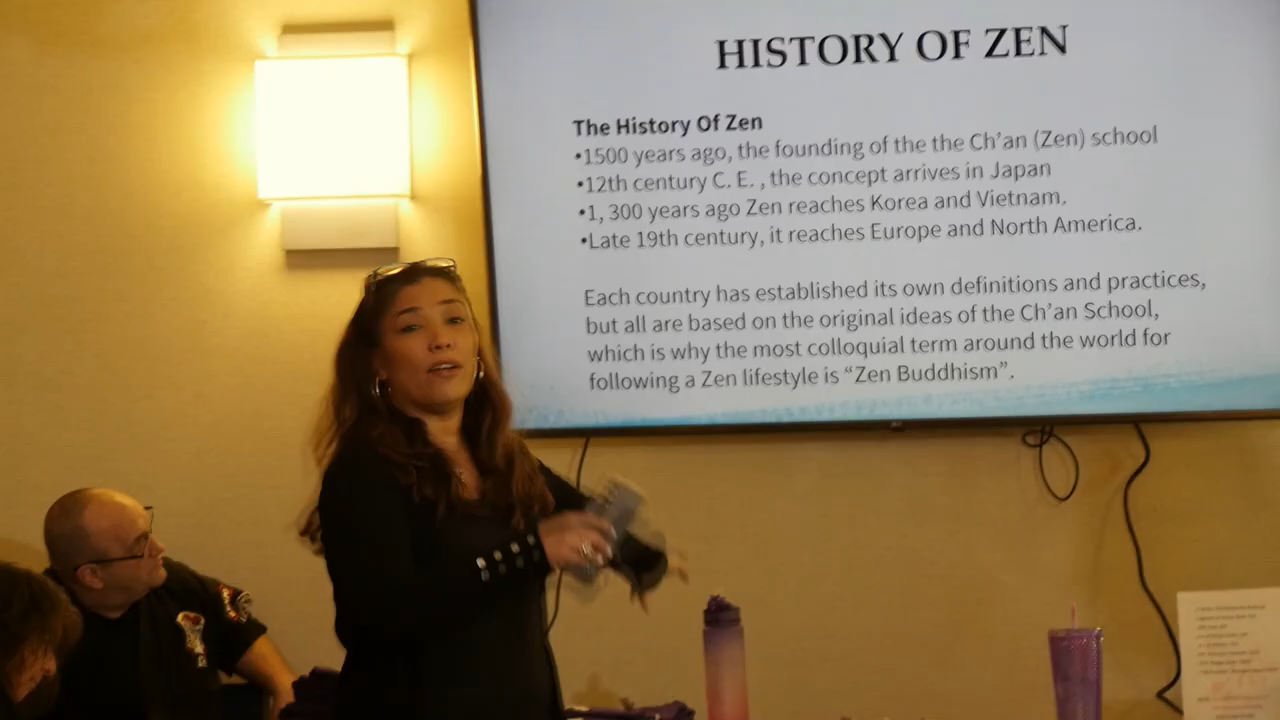 HISTORY OF ZEN
The History Of Zen
•1500 years ago, the founding of the the Ch'an (Zen) school
•12th century C. E. , the concept arrives in Japan
•1, 300 years ago Zen reaches Korea and Vietnam.
•Late 19th century, it reaches Europe and North America.
Each country has established its own definitions and practices,
but all are based on the original ideas of the Ch'an School,
which is why the most colloquial term around the world for
following a Zen lifestyle is “Zen Buddhism”.